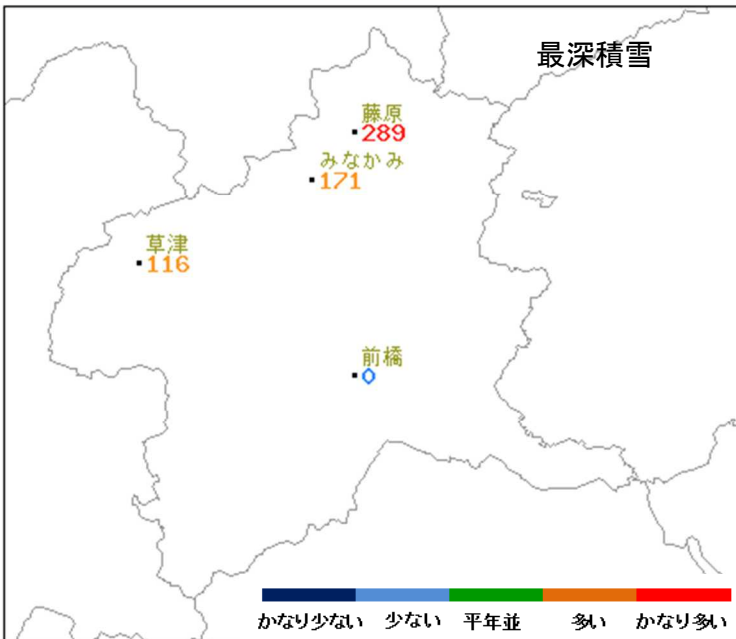 最深積雪
藤原
289
みなかみ
171
草津
116
前橋
0
かなり少ない 少ない 平年並 多い かなり多い